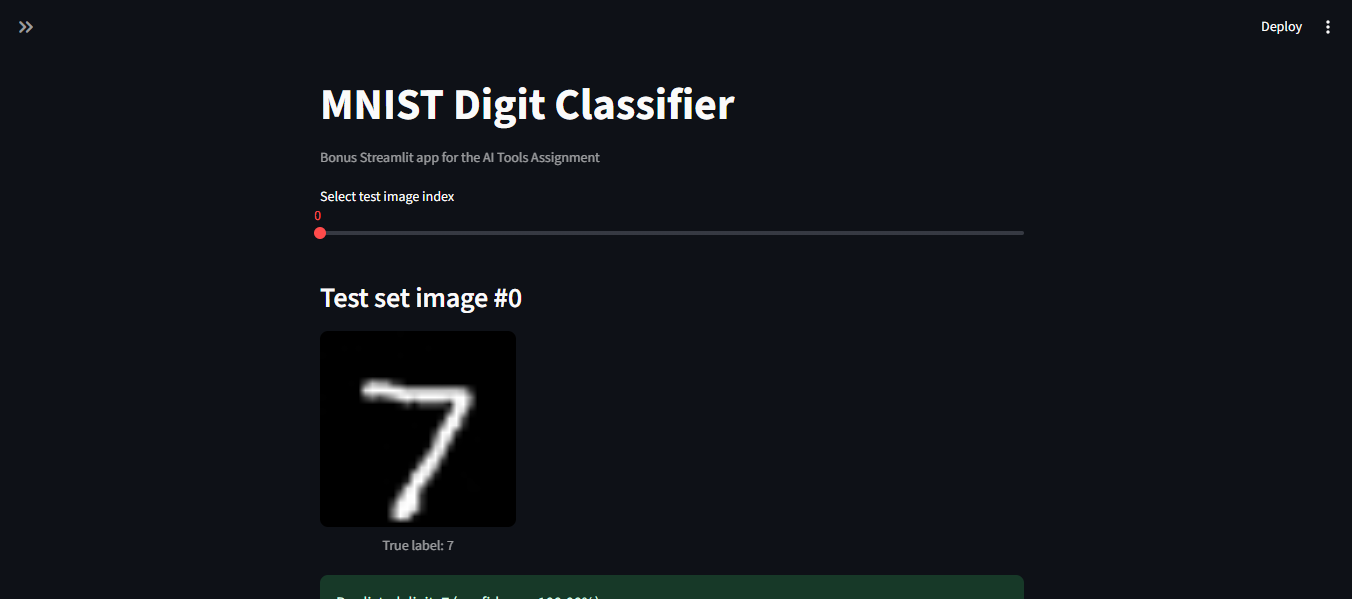 Deploy
MNIST Digit Classifier
Bonus Streamlit app for the AI Tools Assignment
Select test image index
0
Test set image #0
7
True label: 7